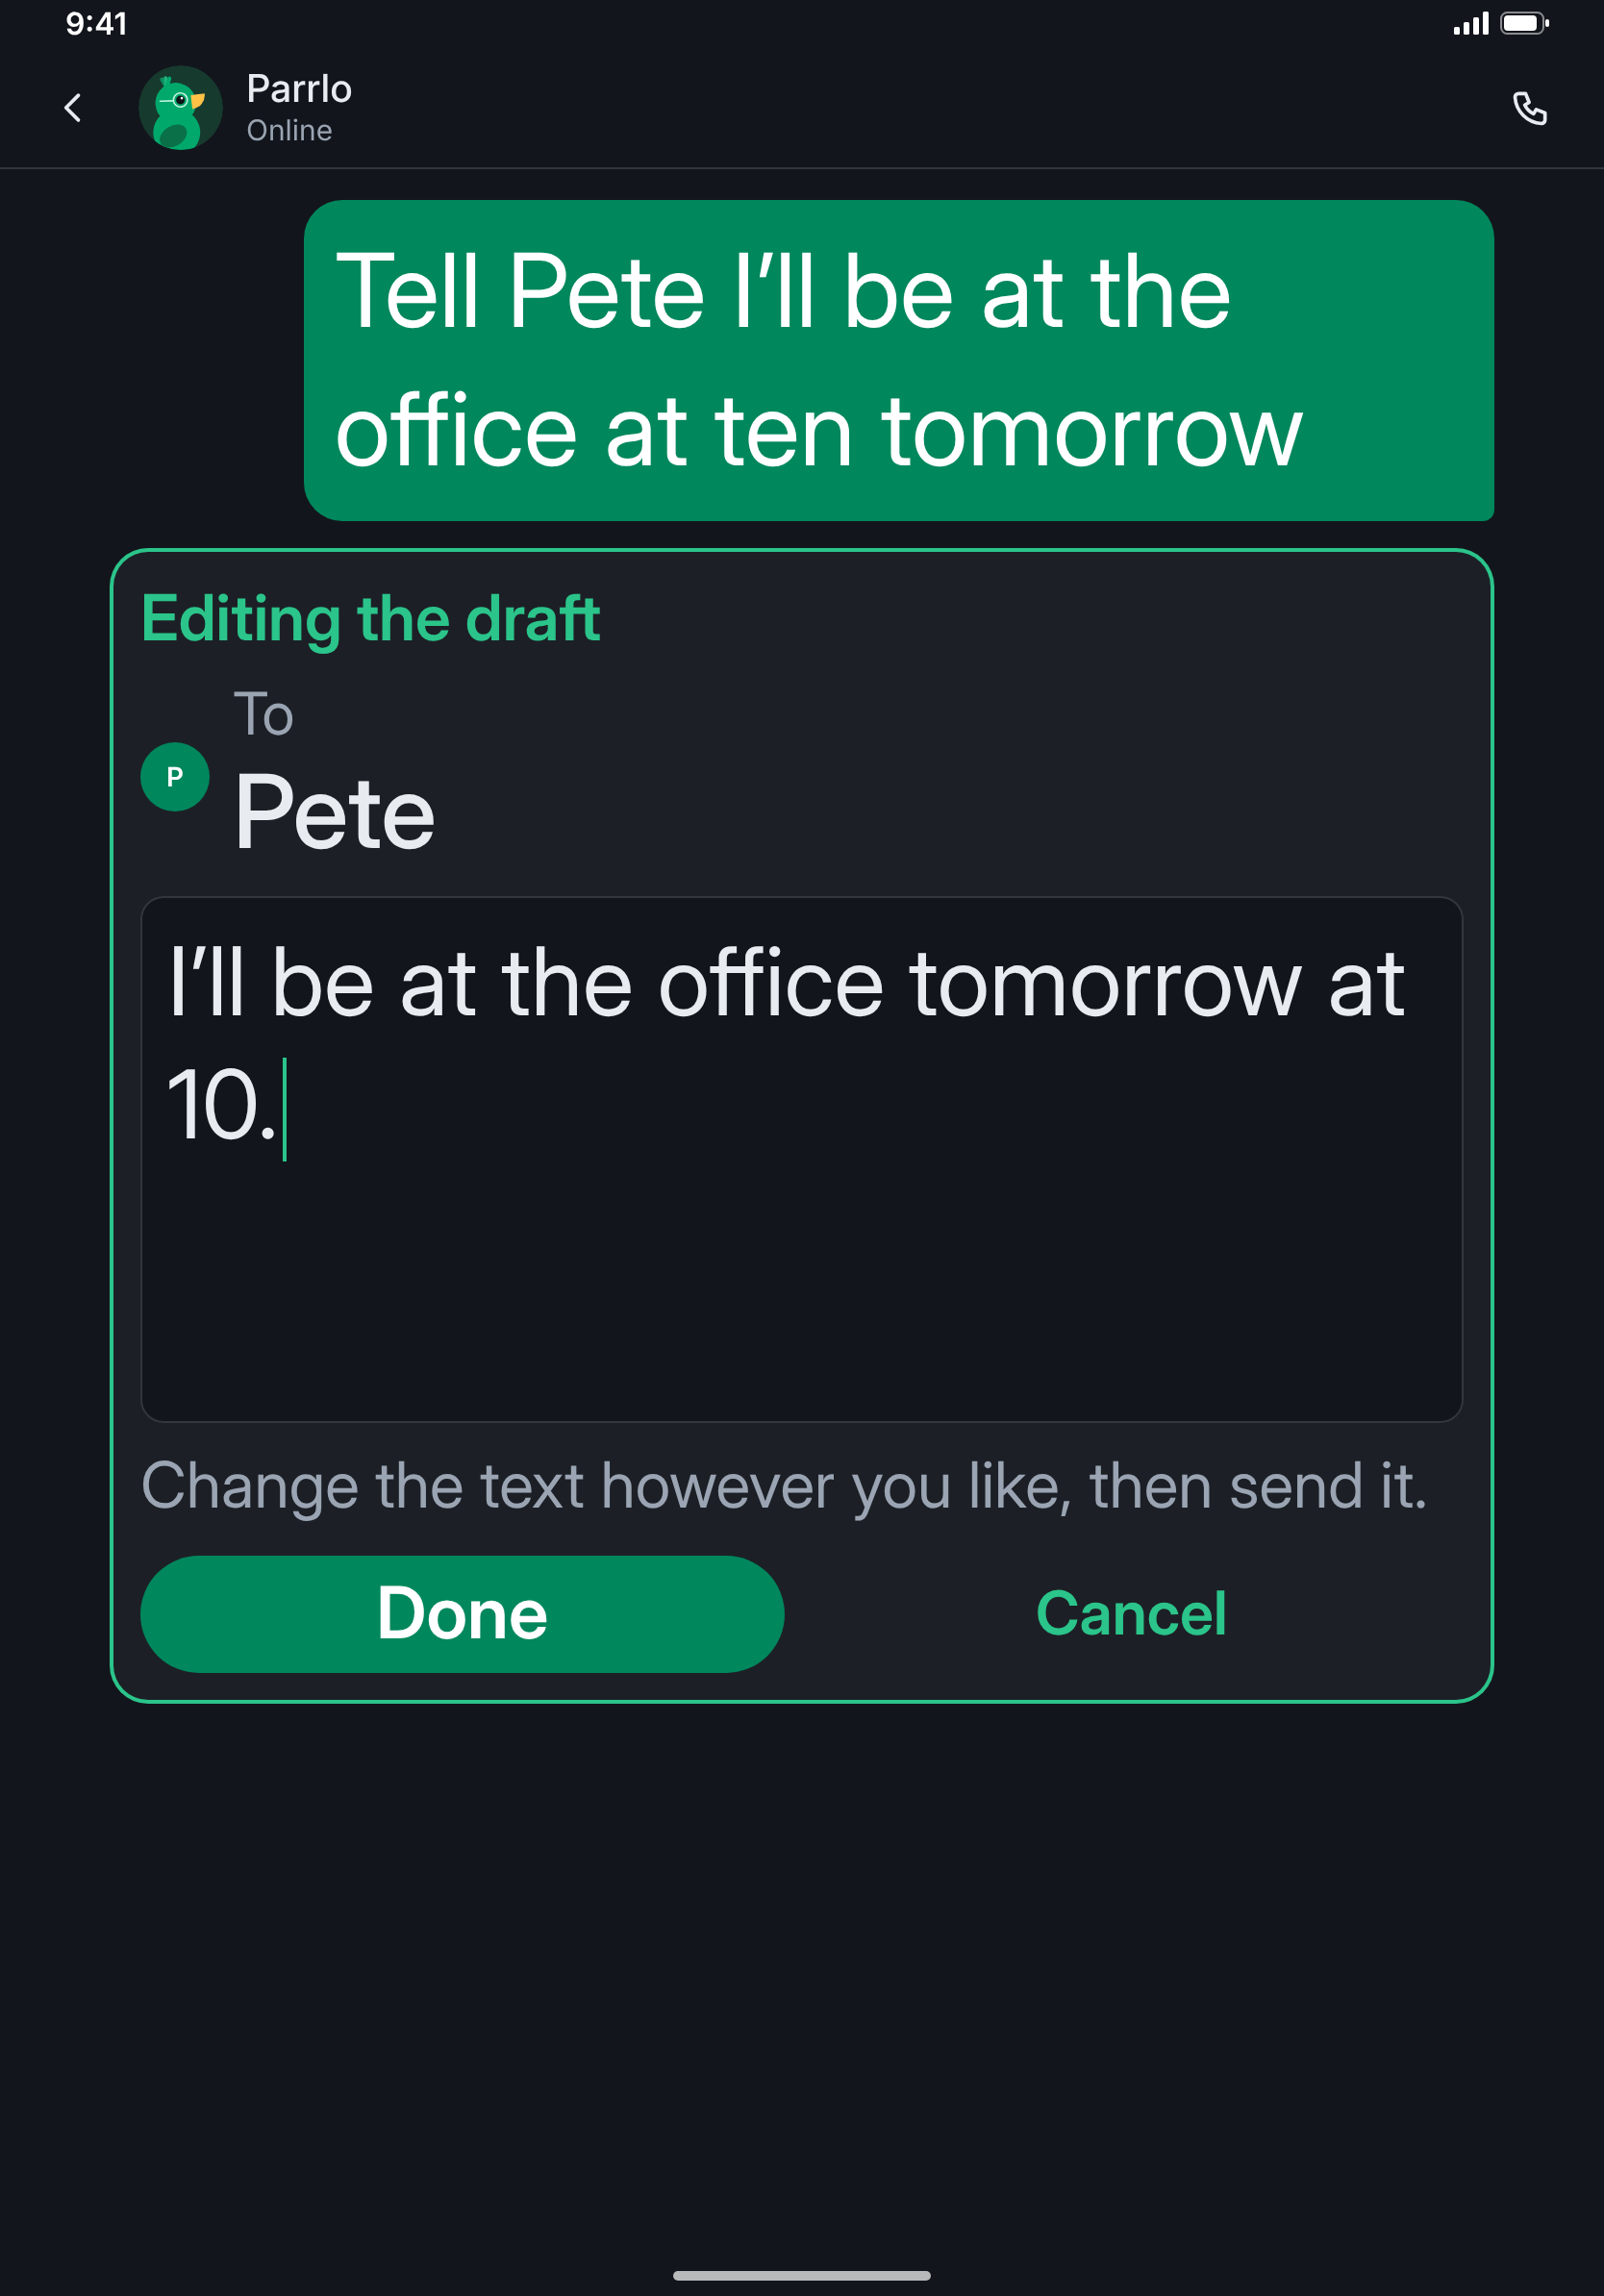 9:41
Parrlo
Online
Tell Pete I’ll be at the
office at ten tomorrow
Editing the draft
To
P
Pete
I’ll be at the office tomorrow at
10.
Change the text however you like, then send it.
Done
Cancel